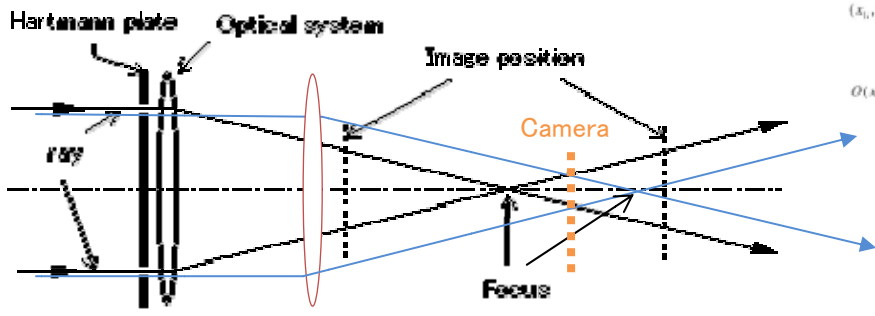 Hartmann plate
Optical system
(x
Image position
O(x
Camera
ray
Focus